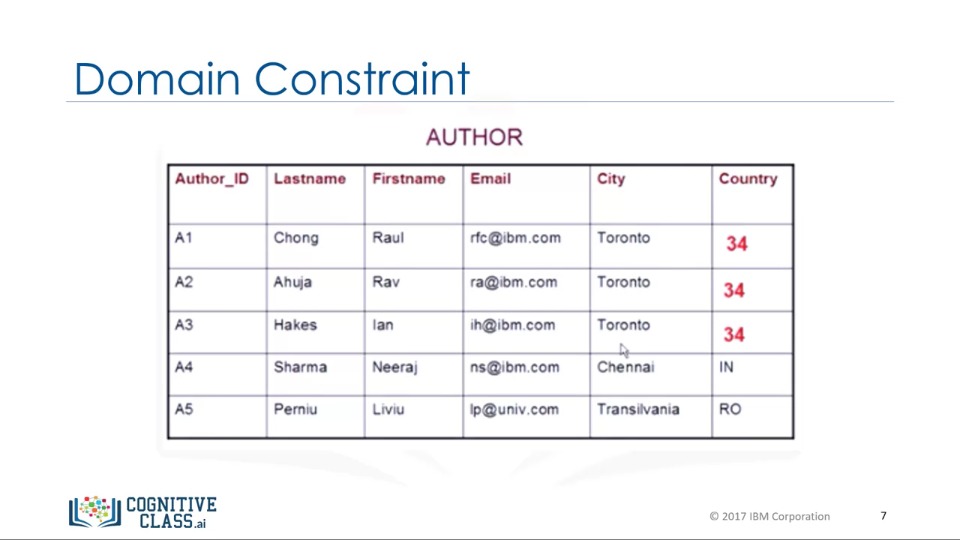 Domain Constraint
AUTHOR
Author_ID Lastname Firstname Email City Country
A1 Chong Raul rfc@ibm.com Toronto 34
A2 Ahuja Rav ra@ibm.com Toronto 34
A3 Hakes Ian ih@ibm.com Toronto 34
A4 Sharma Neeraj ns@ibm.com Chennai IN
A5 Perniu Liviu lp@univ.com Transilvania RO
COGNITIVE
CLASS.ai
© 2017 IBM Corporation 7